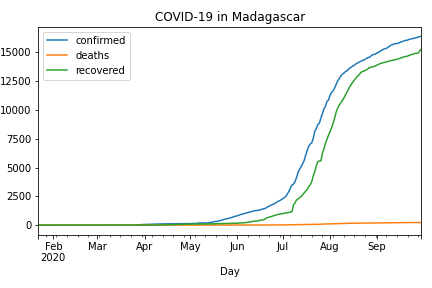 COVID-19 in Madagascar
confirmed
deaths
recovered
15000
12500
10000
7500
5000
2500
0
Feb Mar Apr May Jun Jul Aug Sep
2020
Day